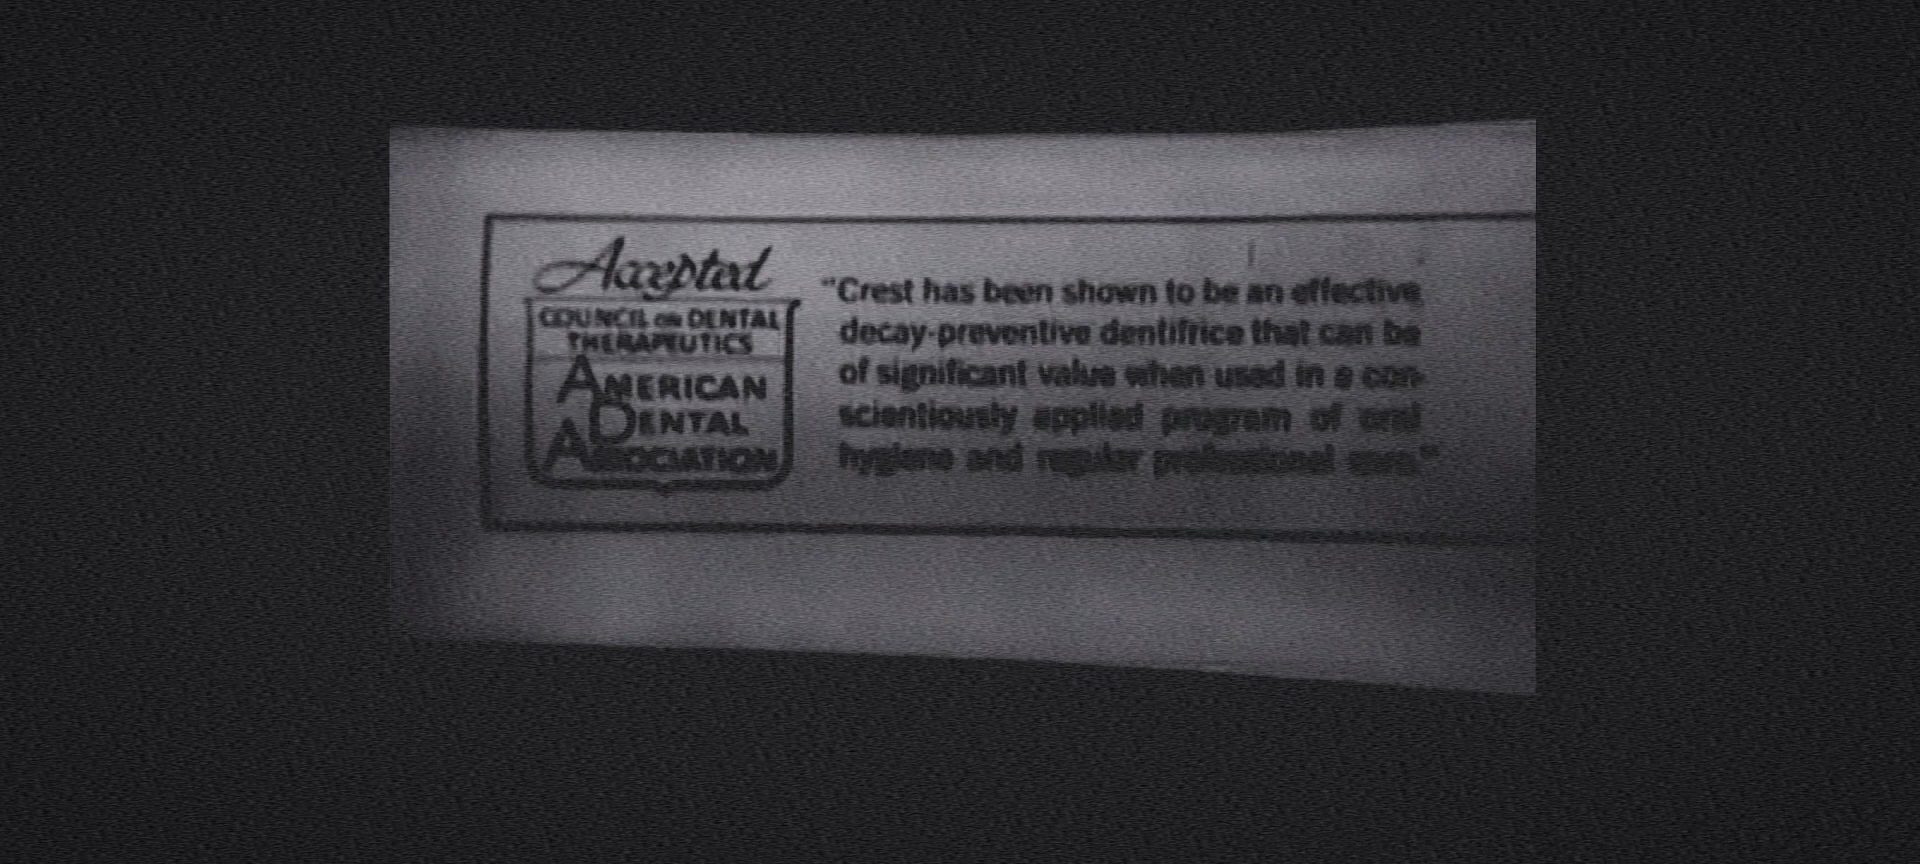 Accepted
COUNCIL ON DENTAL
THERAPEUTICS
AMERICAN
DENTAL
ASSOCIATION
"Crest has been shown to be an effective
decay-preventive dentifrice that can be
of significant value when used in a con-
scientiously applied program of oral
hygiene and regular professional care."